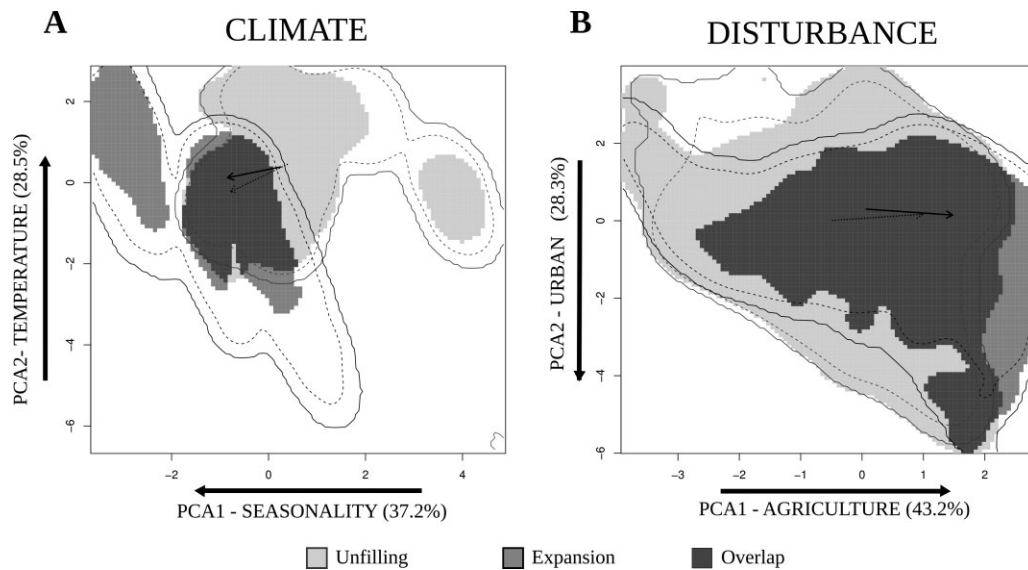 A
CLIMATE
PCA2- TEMPERATURE (28.5%)
2
0
−2
−4
−6
−2
0
2
4
PCA1 - SEASONALITY (37.2%)
B
DISTURBANCE
PCA2 - URBAN (28.3%)
2
0
−2
−4
−6
−3
−2
−1
0
1
2
PCA1 - AGRICULTURE (43.2%)
Unfilling
Expansion
Overlap